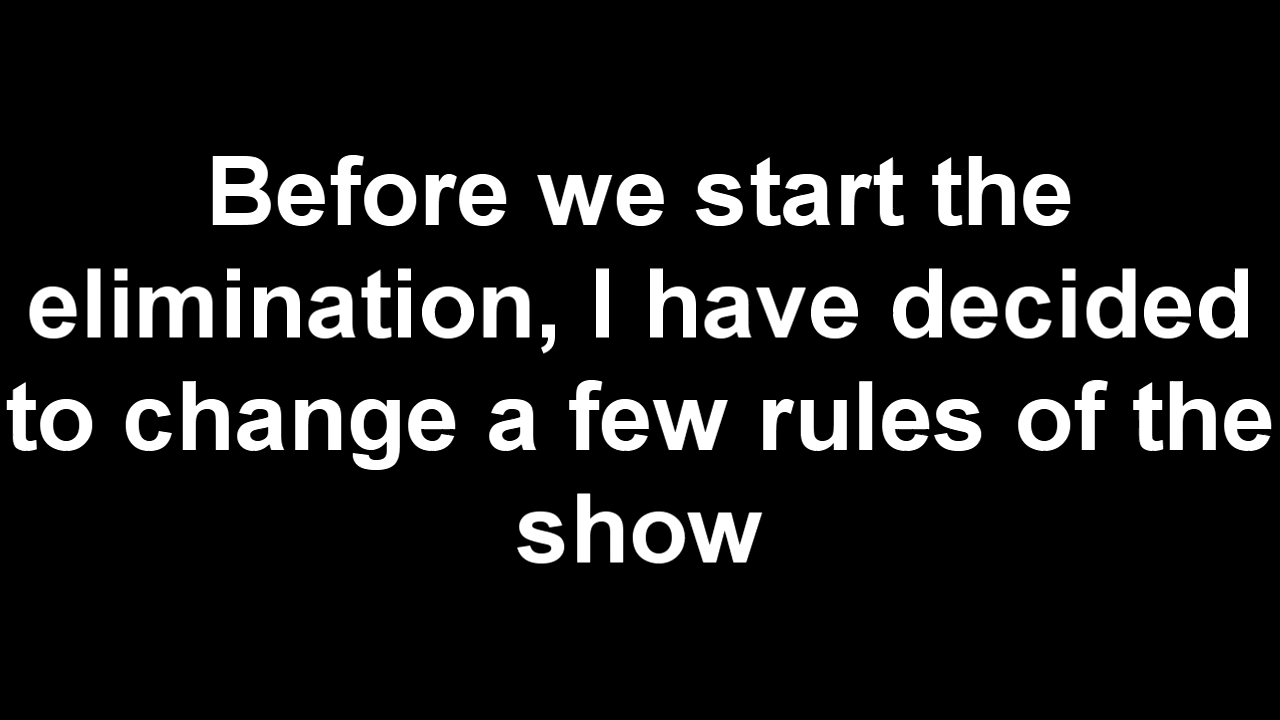 Before we start the
elimination, I have decided
to change a few rules of the
show